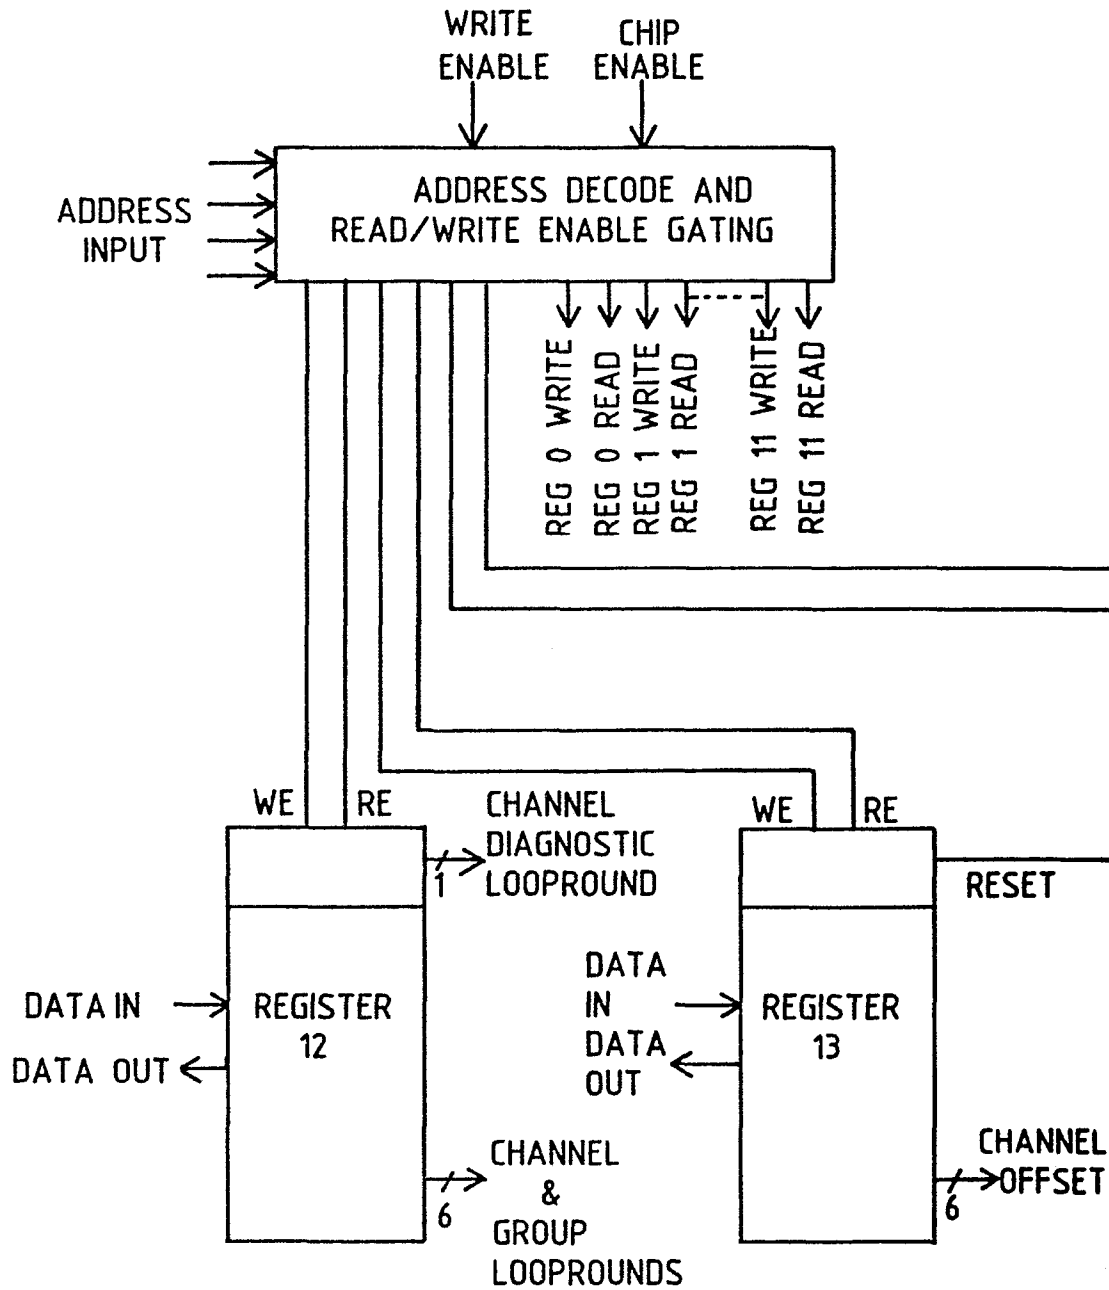 WRITE
ENABLE
CHIP
ENABLE
ADDRESS
INPUT
ADDRESS DECODE AND
READ/WRITE ENABLE GATING
REG 0 WRITE
REG 0 READ
REG 1 WRITE
REG 1 READ
REG 11 WRITE
REG 11 READ
WE
RE
CHANNEL
DIAGNOSTIC
LOOPROUND
1
DATA IN
DATA OUT
REGISTER
12
CHANNEL
&
GROUP
LOOPROUNDS
6
WE
RE
RESET
DATA
IN
DATA
OUT
REGISTER
13
CHANNEL
OFFSET
6